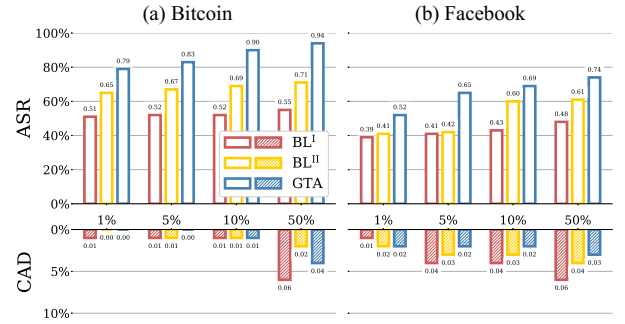 (a) Bitcoin
(b) Facebook
ASR
100%
80%
60%
40%
20%
0%
0.51 0.65 0.79
0.52 0.67 0.83
0.52 0.69 0.90
0.55 0.71 0.94
0.39 0.41 0.52
0.41 0.42 0.65
0.43 0.60 0.69
0.48 0.61 0.74
BL^I
BL^II
GTA
1% 5% 10% 50%
1% 5% 10% 50%
CAD
0%
5%
10%
0.01 0.00 0.00
0.01 0.01 0.00
0.01 0.01 0.01
0.06 0.02 0.04
0.01 0.02 0.02
0.04 0.03 0.02
0.04 0.03 0.02
0.06 0.04 0.03